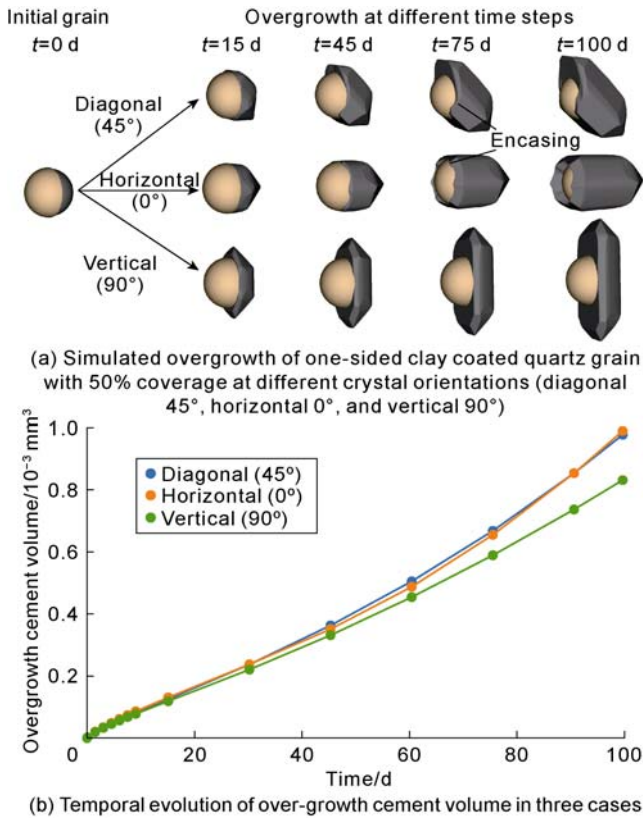 Initial grain Overgrowth at different time steps
t=0 d t=15 d t=45 d t=75 d t=100 d
Diagonal
(45°)
Encasing
Horizontal
(0°)
Vertical
(90°)
(a) Simulated overgrowth of one-sided clay coated quartz grain
with 50% coverage at different crystal orientations (diagonal
45°, horizontal 0°, and vertical 90°)
Overgrowth cement volume/10⁻³ mm³
1.0
0.8
0.6
0.4
0.2
0 20 40 60 80 100
Diagonal (45º)
Horizontal (0º)
Vertical (90º)
Time/d
(b) Temporal evolution of over-growth cement volume in three cases